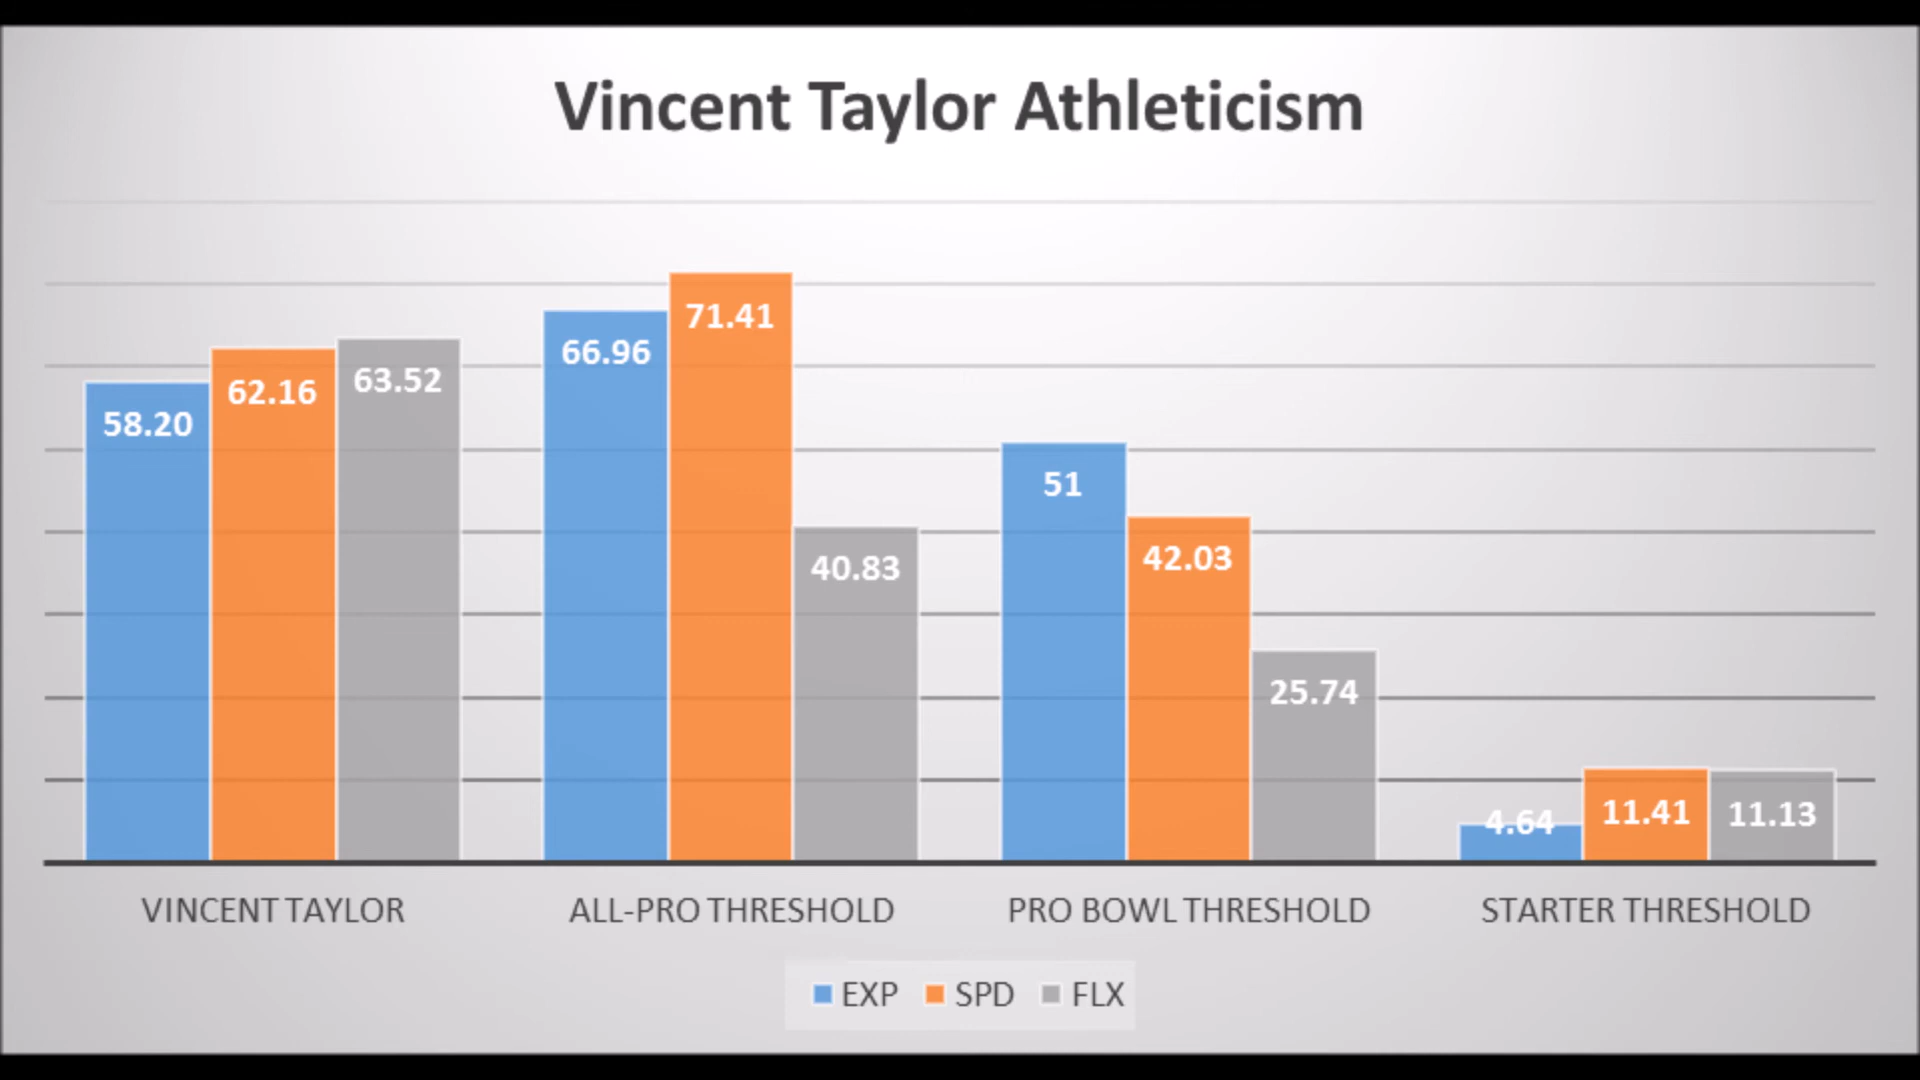 Vincent Taylor Athleticism
58.20 62.16 63.52
66.96 71.41 40.83
51 42.03 25.74
4.64 11.41 11.13
VINCENT TAYLOR ALL-PRO THRESHOLD PRO BOWL THRESHOLD STARTER THRESHOLD
EXP SPD FLX